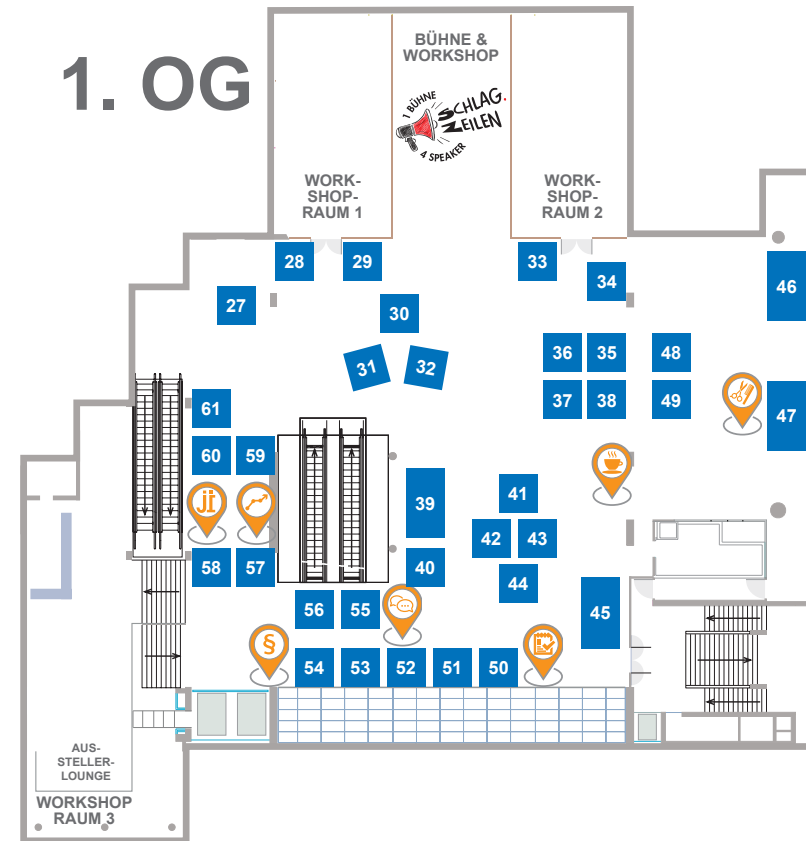 1. OG
BÜHNE &
WORKSHOP
1 BÜHNE
SCHLAG.
ZEILEN
4 SPEAKER
WORK-
SHOP-
RAUM 1
WORK-
SHOP-
RAUM 2
28
29
33
34
46
27
30
31
32
36
35
48
37
38
49
47
61
60
59
39
41
ji
42
43
58
57
40
44
45
56
55
§
54
53
52
51
50
AUS-
STELLER-
LOUNGE
WORKSHOP
RAUM 3